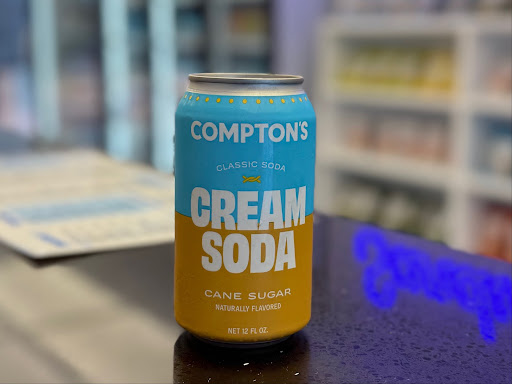 COMPTON'S
CLASSIC SODA
CREAM
SODA
CANE SUGAR
NATURALLY FLAVORED
NET 12 FL OZ.